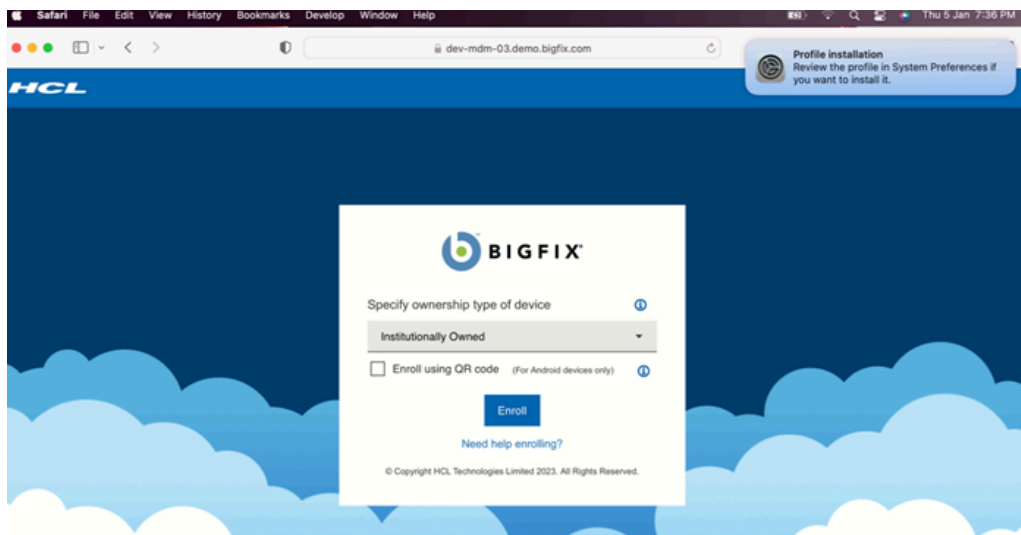 Safari File Edit View History Bookmarks Develop Window Help Thu 5 Jan 7:36 PM
dev-mdm-03.demo.bigfix.com
Profile installation
Review the profile in System Preferences if
you want to install it.
HCL
BIGFIX
Specify ownership type of device
Institutionally Owned
Enroll using QR code (For Android devices only)
Enroll
Need help enrolling?
© Copyright HCL Technologies Limited 2023. All Rights Reserved.